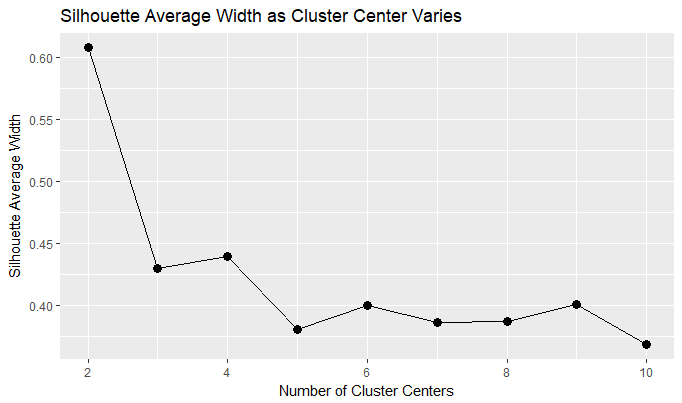 Silhouette Average Width as Cluster Center Varies
0.60
0.55
0.50
0.45
0.40
Silhouette Average Width
2 4 6 8 10
Number of Cluster Centers